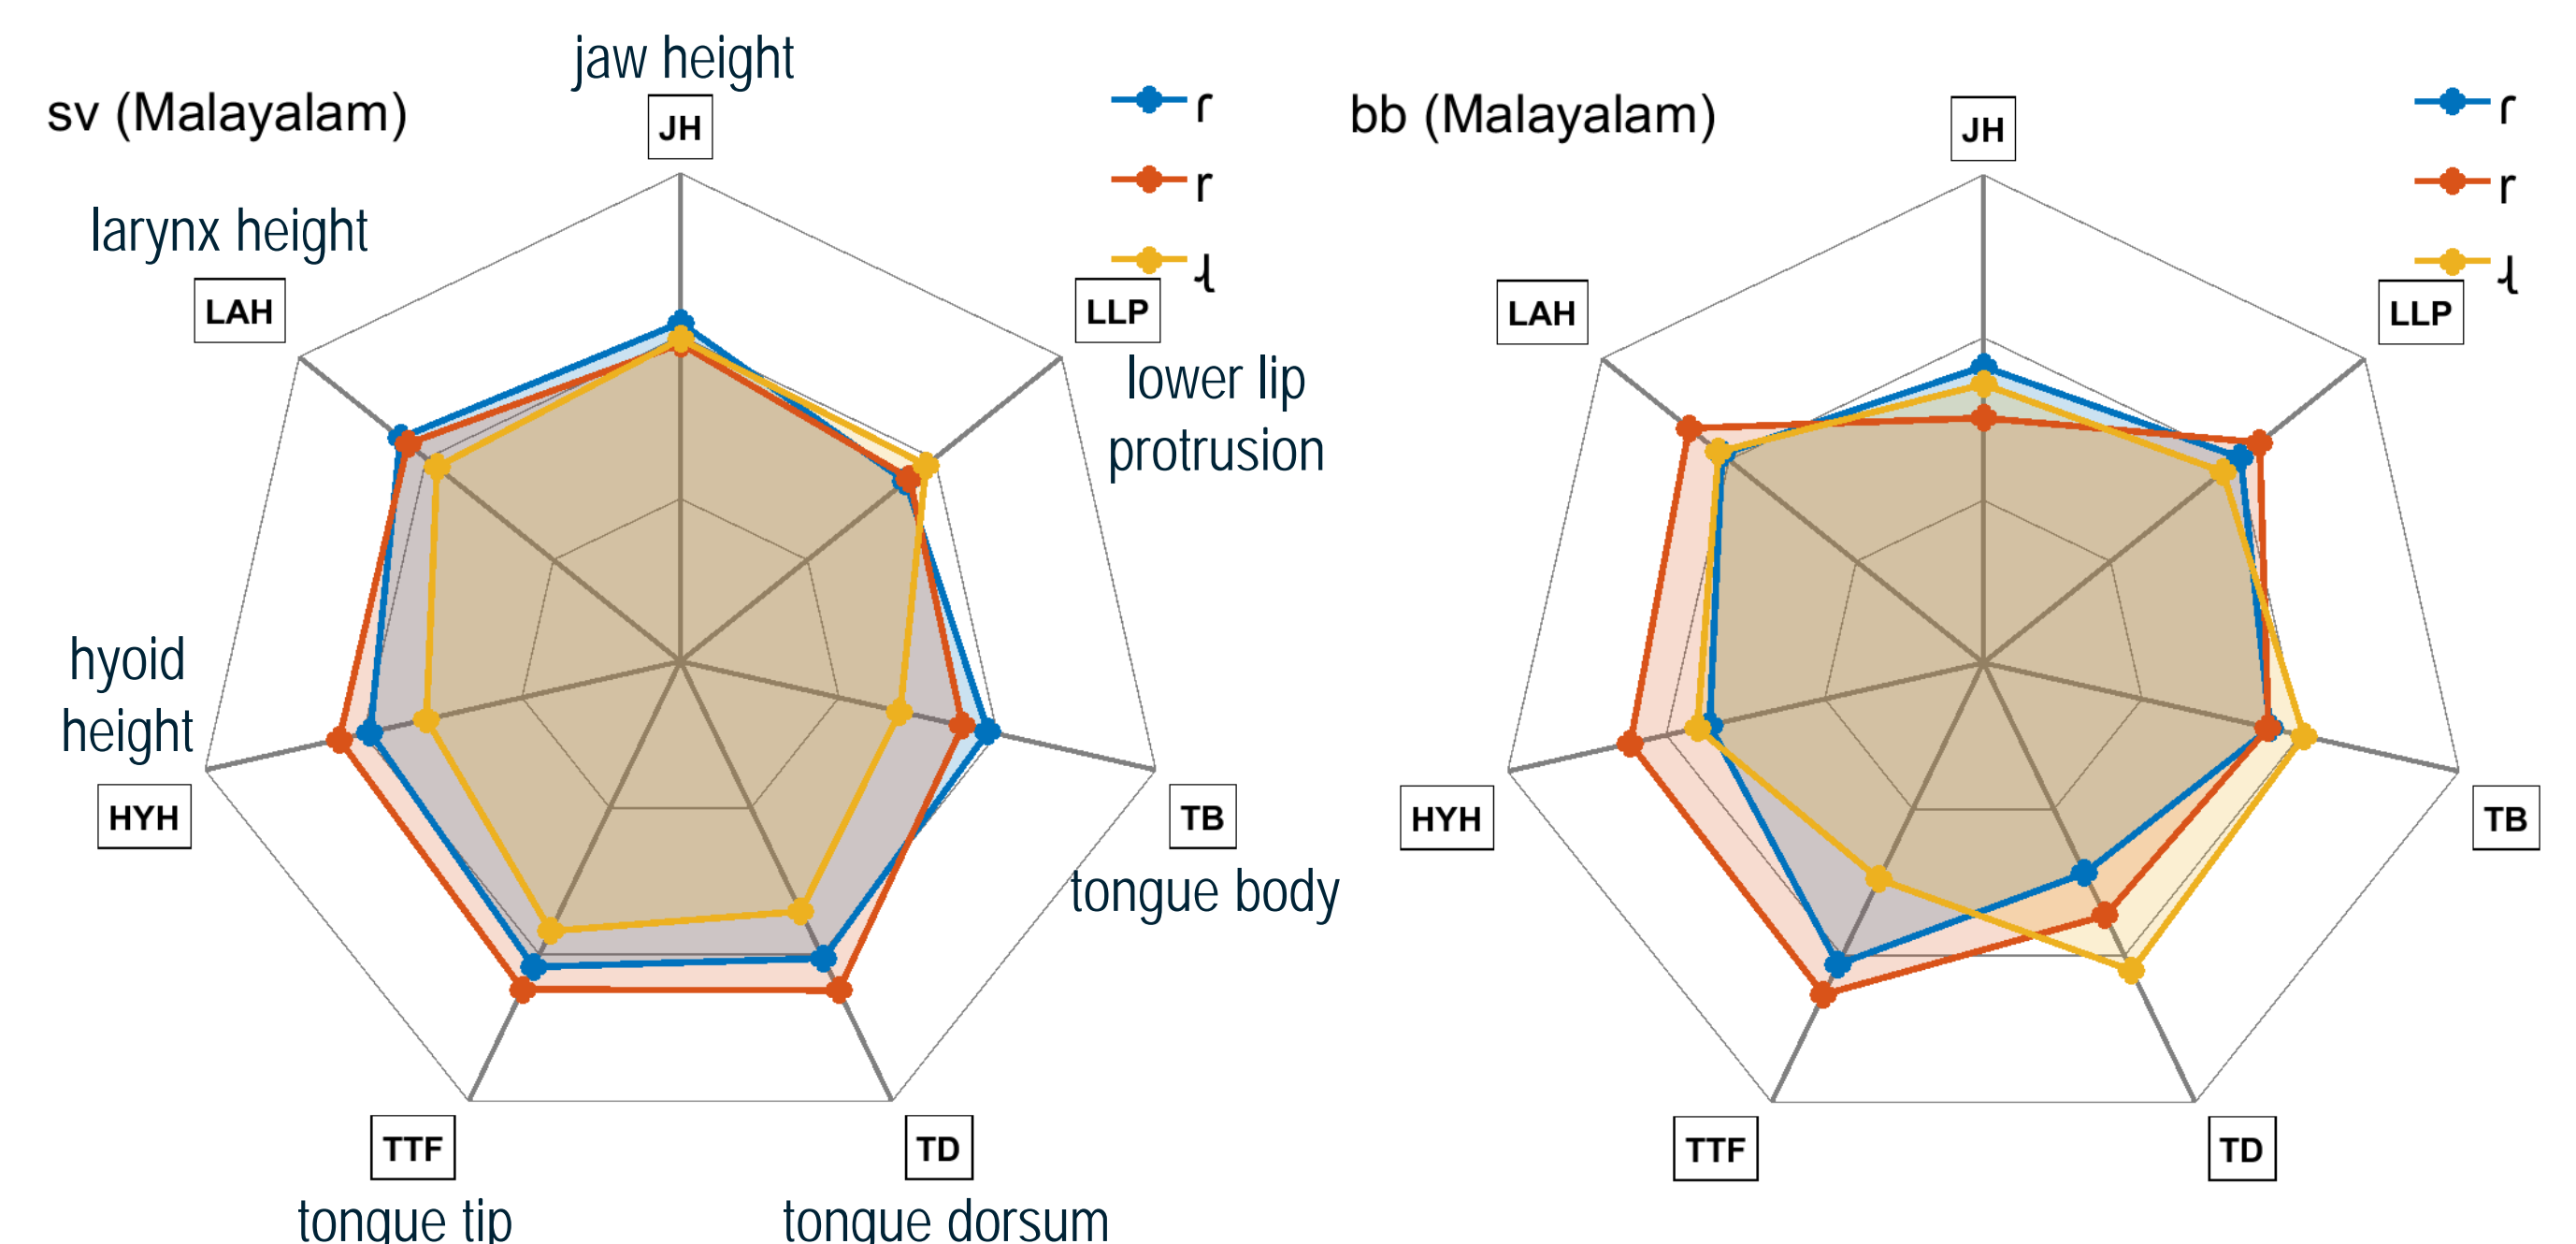 jaw height
sv (Malayalam)
JH
ɾ
r
ɻ
larynx height
LAH
LLP
lower lip
protrusion
hyoid
height
HYH
TB
tongue body
TTF
TD
tongue tip
tongue dorsum
bb (Malayalam)
JH
ɾ
r
ɻ
LAH
LLP
HYH
TB
TTF
TD